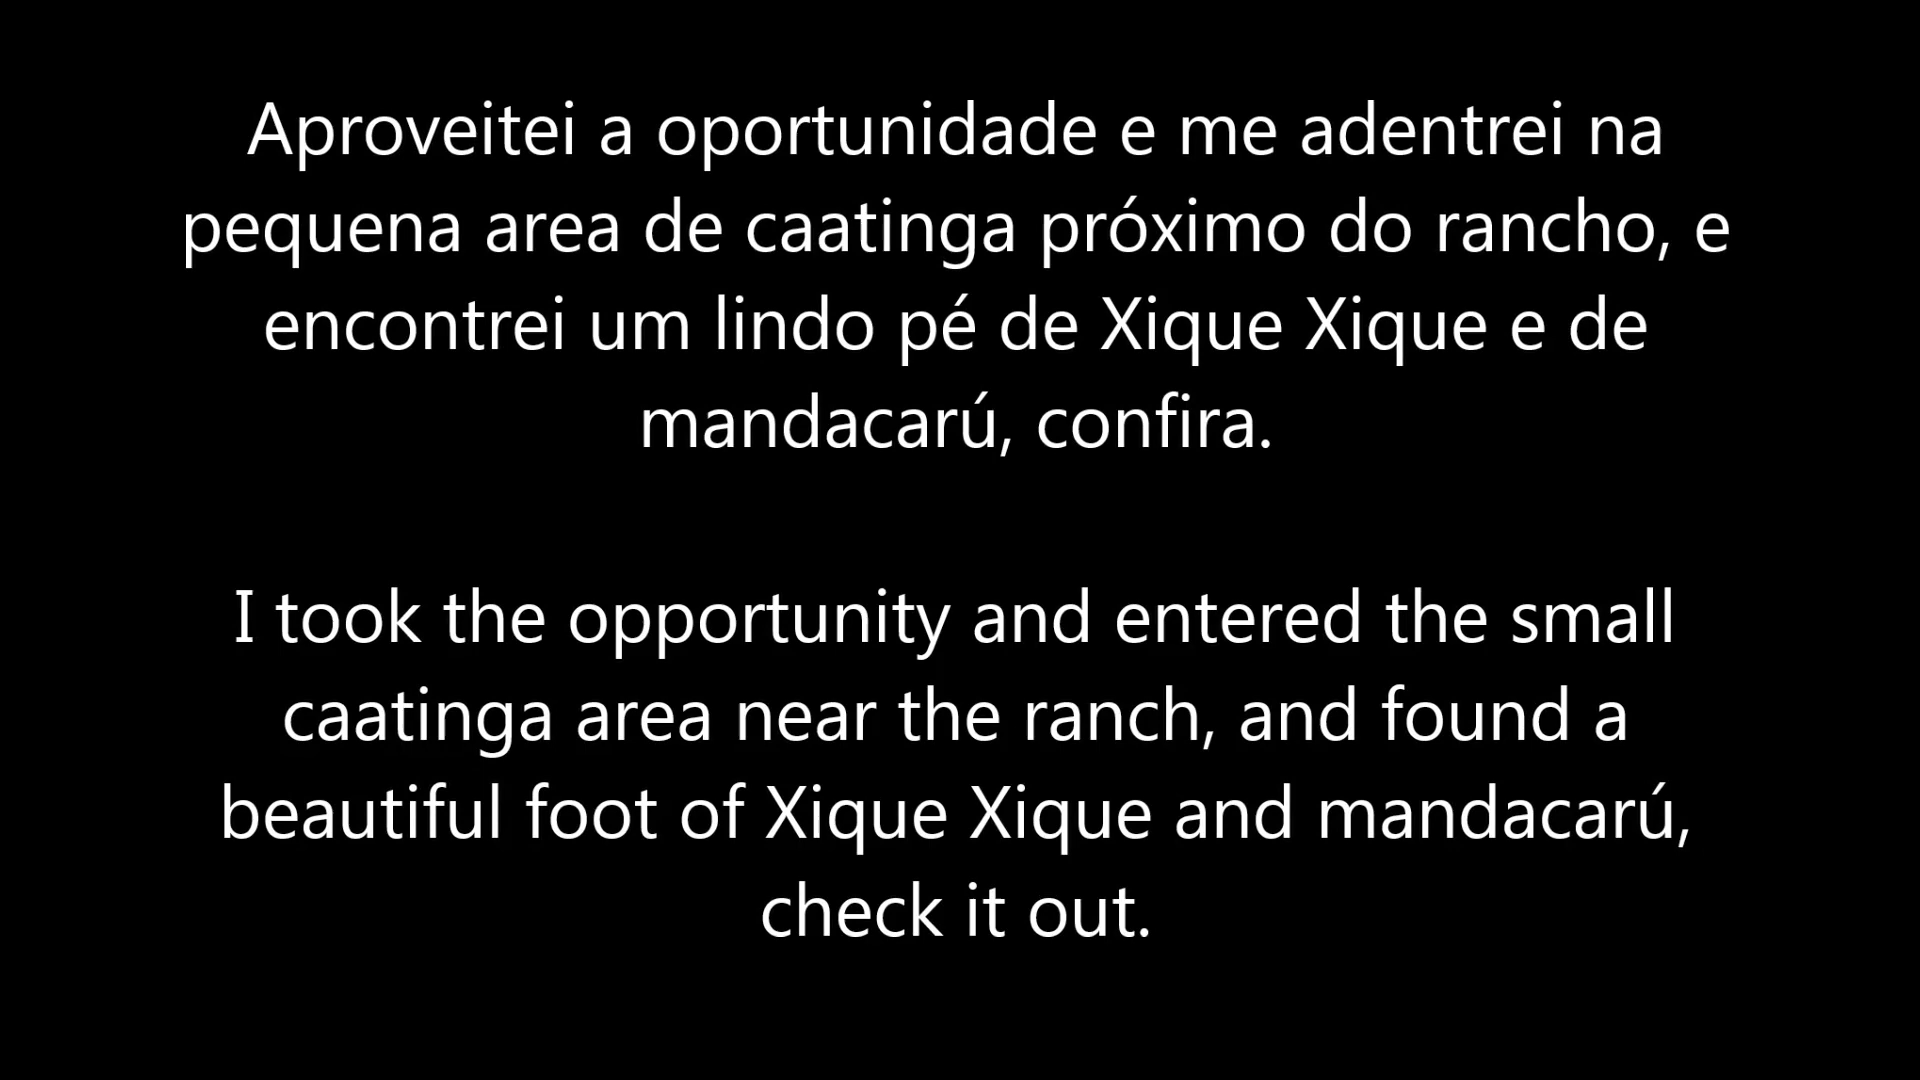 Aproveitei a oportunidade e me adentrei na
pequena area de caatinga próximo do rancho, e
encontrei um lindo pé de Xique Xique e de
mandacarú, confira.
I took the opportunity and entered the small
caatinga area near the ranch, and found a
beautiful foot of Xique Xique and mandacarú,
check it out.